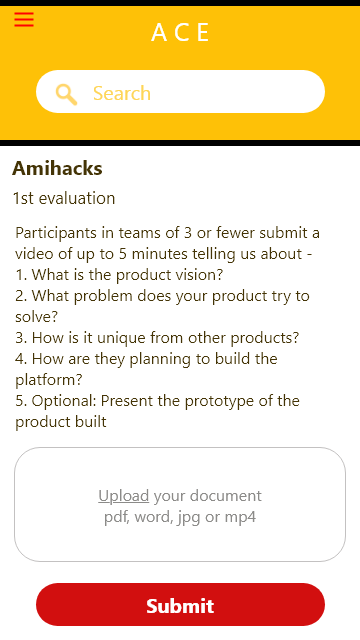 A C E
Search
Amihacks
1st evaluation
Participants in teams of 3 or fewer submit a
video of up to 5 minutes telling us about -
1. What is the product vision?
2. What problem does your product try to
solve?
3. How is it unique from other products?
4. How are they planning to build the
platform?
5. Optional: Present the prototype of the
product built
Upload your document
pdf, word, jpg or mp4
Submit